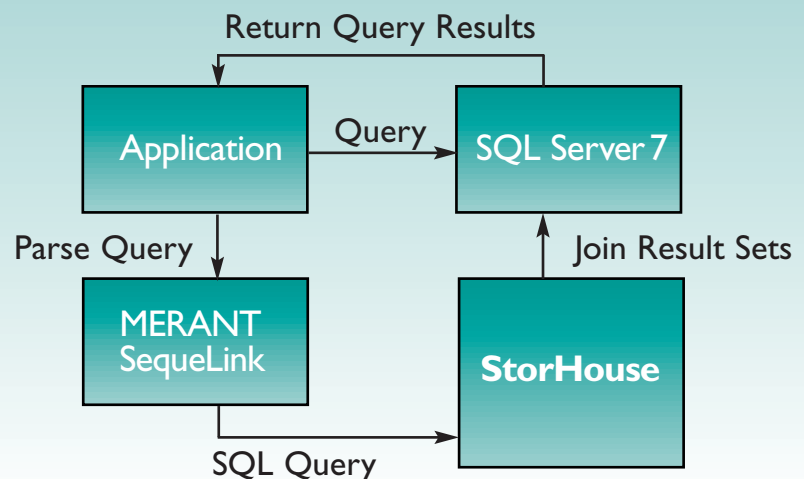 Return Query Results
Application
Query
SQL Server 7
Parse Query
Join Result Sets
MERANT
SequeLink
StorHouse
SQL Query